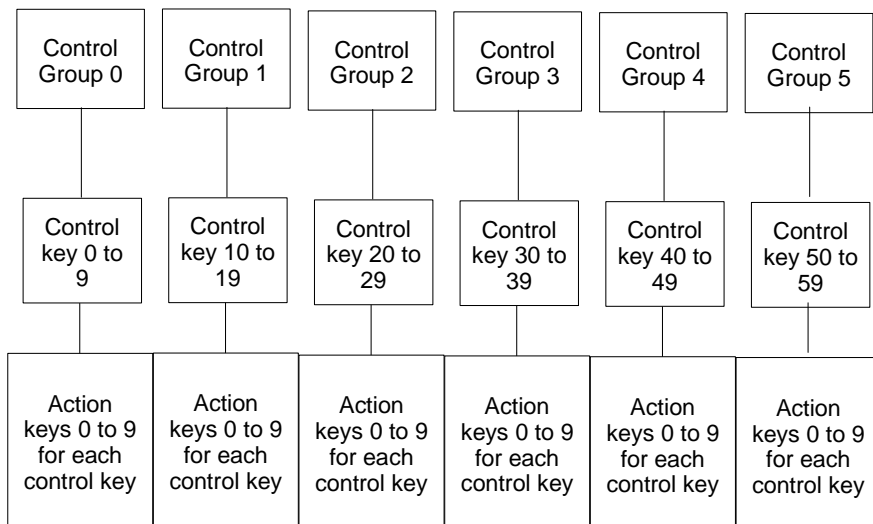 Control
Group 0
Control
Group 1
Control
Group 2
Control
Group 3
Control
Group 4
Control
Group 5
Control
key 0 to
9
Control
key 10 to
19
Control
key 20 to
29
Control
key 30 to
39
Control
key 40 to
49
Control
key 50 to
59
Action
keys 0 to 9
for each
control key
Action
keys 0 to 9
for each
control key
Action
keys 0 to 9
for each
control key
Action
keys 0 to 9
for each
control key
Action
keys 0 to 9
for each
control key
Action
keys 0 to 9
for each
control key